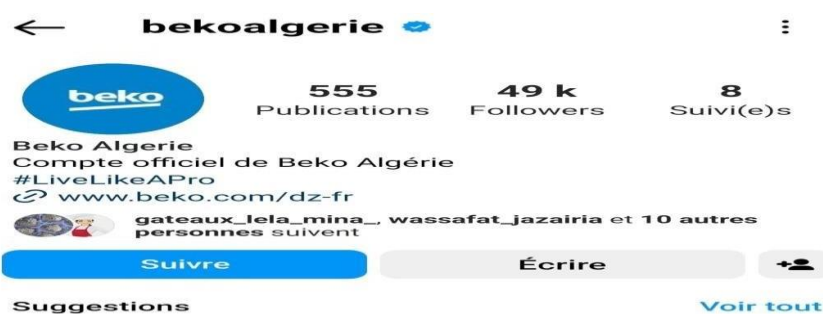 bekoalgerie
beko
555 49 k 8
Publications Followers Suivi(e)s
Beko Algerie
Compte officiel de Beko Algérie
#LiveLikeAPro
www.beko.com/dz-fr
gateaux_lela_mina_, wassafat_jazairia et 10 autres
personnes suivent
Suivre Écrire
Suggestions Voir tout